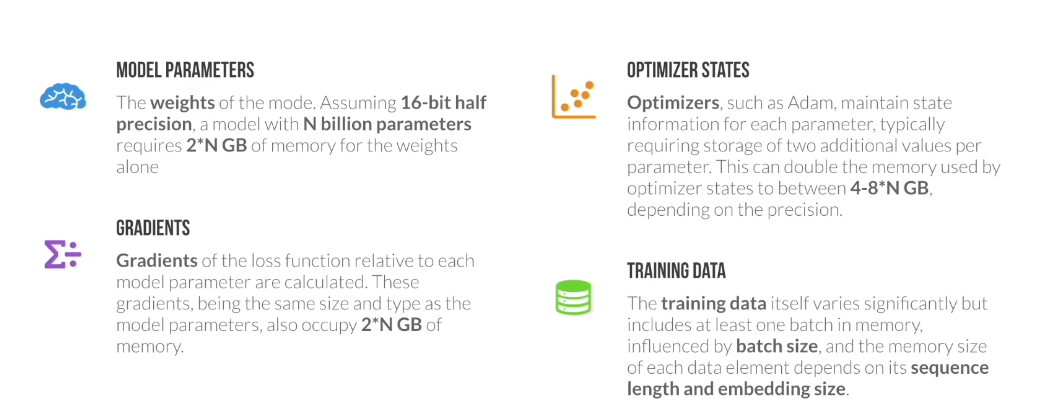 MODEL PARAMETERS
The weights of the mode. Assuming 16-bit half
precision, a model with N billion parameters
requires 2*N GB of memory for the weights
alone
GRADIENTS
Gradients of the loss function relative to each
model parameter are calculated. These
gradients, being the same size and type as the
model parameters, also occupy 2*N GB of
memory.
OPTIMIZER STATES
Optimizers, such as Adam, maintain state
information for each parameter, typically
requiring storage of two additional values per
parameter. This can double the memory used by
optimizer states to between 4-8*N GB,
depending on the precision.
TRAINING DATA
The training data itself varies significantly but
includes at least one batch in memory,
influenced by batch size, and the memory size
of each data element depends on its sequence
length and embedding size.